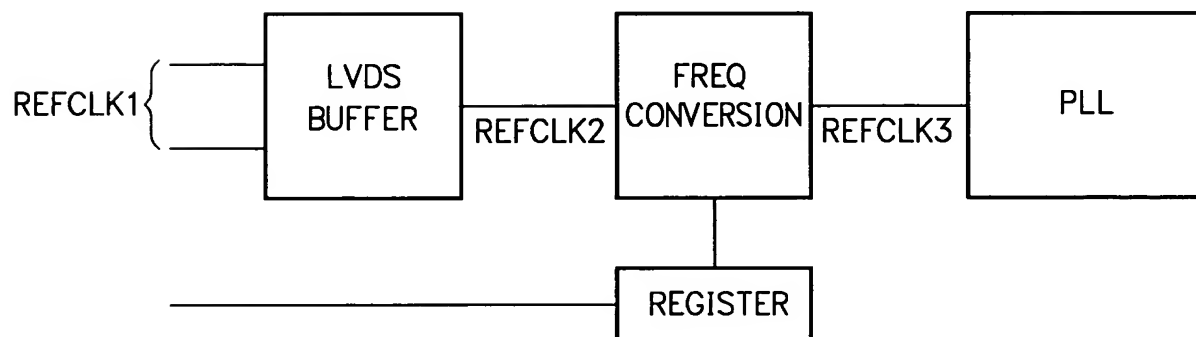 REFCLK1
LVDS
BUFFER
REFCLK2
FREQ
CONVERSION
REFCLK3
PLL
REGISTER